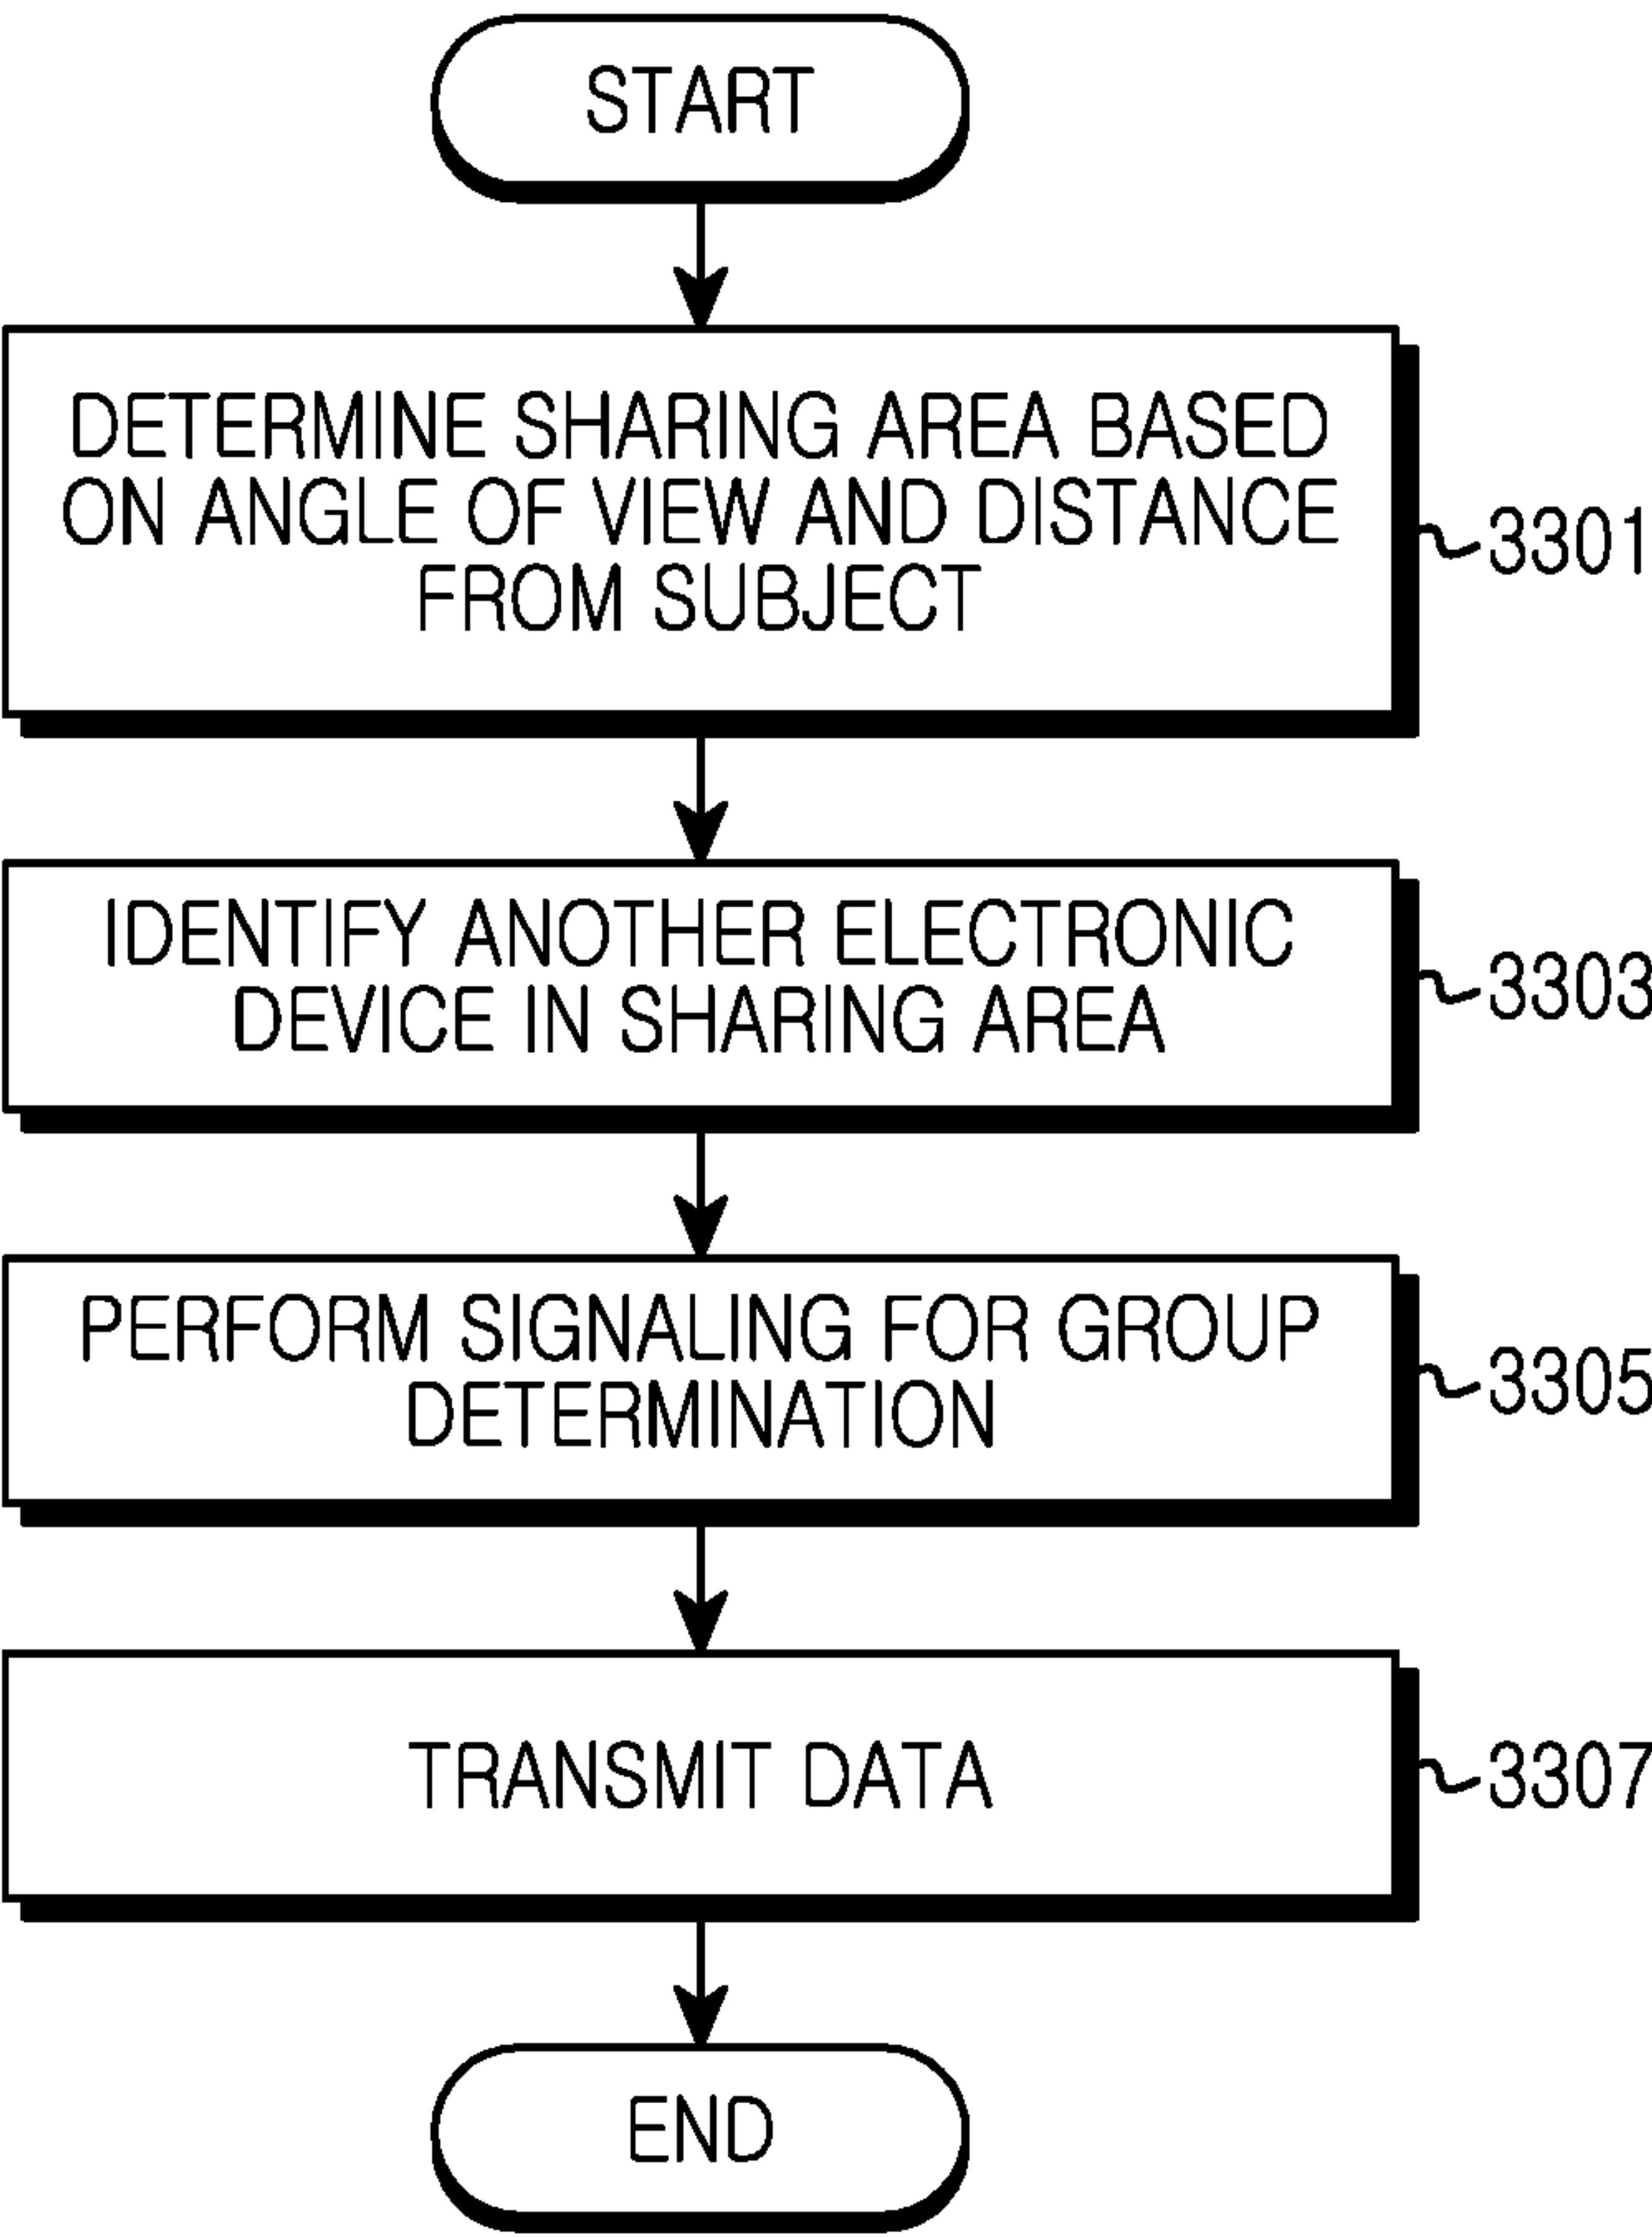 START
DETERMINE SHARING AREA BASED
ON ANGLE OF VIEW AND DISTANCE
FROM SUBJECT
3301
IDENTIFY ANOTHER ELECTRONIC
DEVICE IN SHARING AREA
3303
PERFORM SIGNALING FOR GROUP
DETERMINATION
3305
TRANSMIT DATA
3307
END